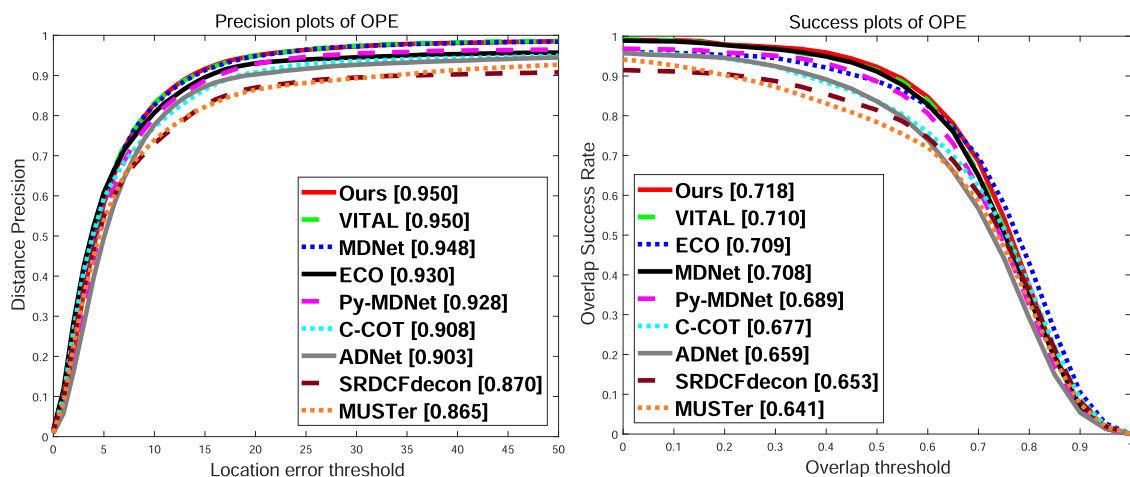 Precision plots of OPE
1
0.9
0.8
0.7
0.6
0.5
0.4
0.3
0.2
0.1
0
Distance Precision
Ours [0.950]
VITAL [0.950]
MDNet [0.948]
ECO [0.930]
Py-MDNet [0.928]
C-COT [0.908]
ADNet [0.903]
SRDCFdecon [0.870]
MUSTer [0.865]
0 5 10 15 20 25 30 35 40 45 50
Location error threshold
Success plots of OPE
1
0.9
0.8
0.7
0.6
0.5
0.4
0.3
0.2
0.1
0
Overlap Success Rate
Ours [0.718]
VITAL [0.710]
ECO [0.709]
MDNet [0.708]
Py-MDNet [0.689]
C-COT [0.677]
ADNet [0.659]
SRDCFdecon [0.653]
MUSTer [0.641]
0 0.1 0.2 0.3 0.4 0.5 0.6 0.7 0.8 0.9
Overlap threshold